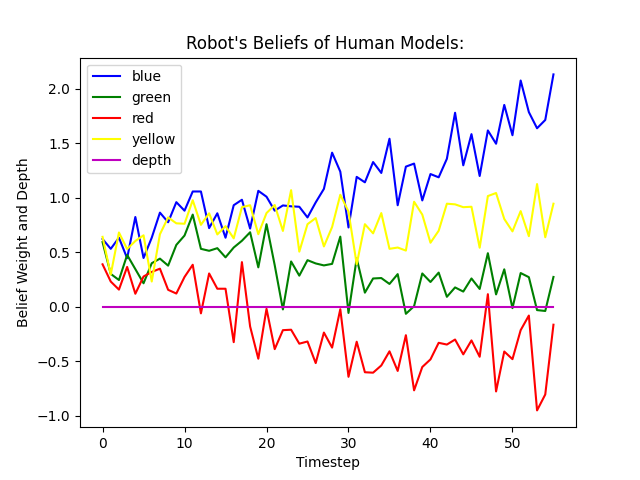 Robot's Beliefs of Human Models:
blue
green
red
yellow
depth
Belief Weight and Depth
2.0
1.5
1.0
0.5
0.0
−0.5
−1.0
0 10 20 30 40 50
Timestep